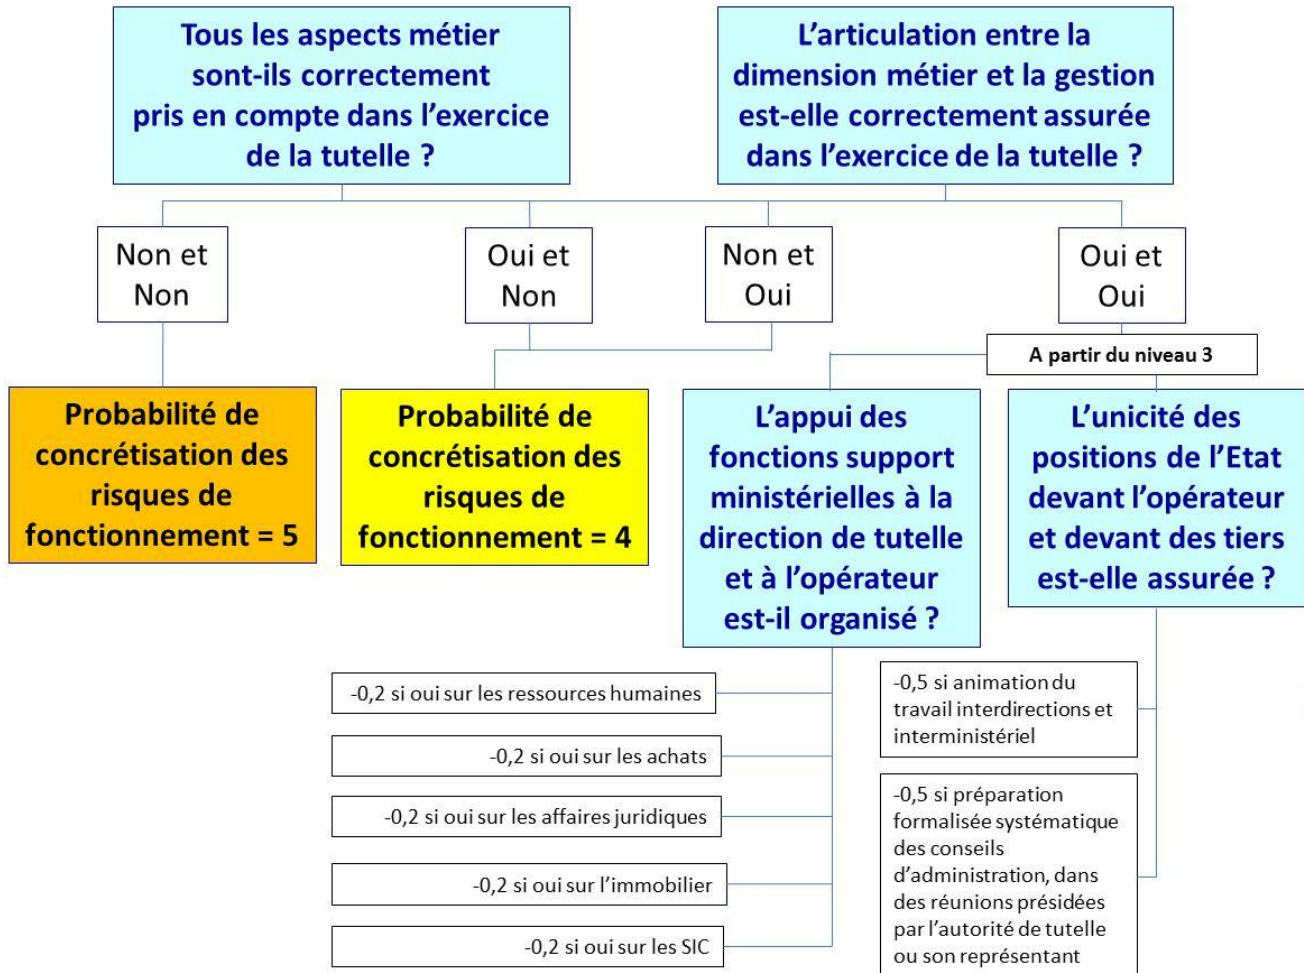 Tous les aspects métier
sont-ils correctement
pris en compte dans l'exercice
de la tutelle ?
L'articulation entre la
dimension métier et la gestion
est-elle correctement assurée
dans l'exercice de la tutelle ?
Non et
Non
Oui et
Non
Non et
Oui
Oui et
Oui
A partir du niveau 3
Probabilité de
concrétisation des
risques de
fonctionnement = 5
Probabilité de
concrétisation des
risques de
fonctionnement = 4
L'appui des
fonctions support
ministérielles à la
direction de tutelle
et à l'opérateur
est-il organisé ?
L'unicité des
positions de l'Etat
devant l'opérateur
et devant des tiers
est-elle assurée ?
-0,2 si oui sur les ressources humaines
-0,2 si oui sur les achats
-0,2 si oui sur les affaires juridiques
-0,2 si oui sur l'immobilier
-0,2 si oui sur les SIC
-0,5 si animation du
travail interdirections et
interministériel
-0,5 si préparation
formalisée systématique
des conseils
d'administration, dans
des réunions présidées
par l'autorité de tutelle
ou son représentant